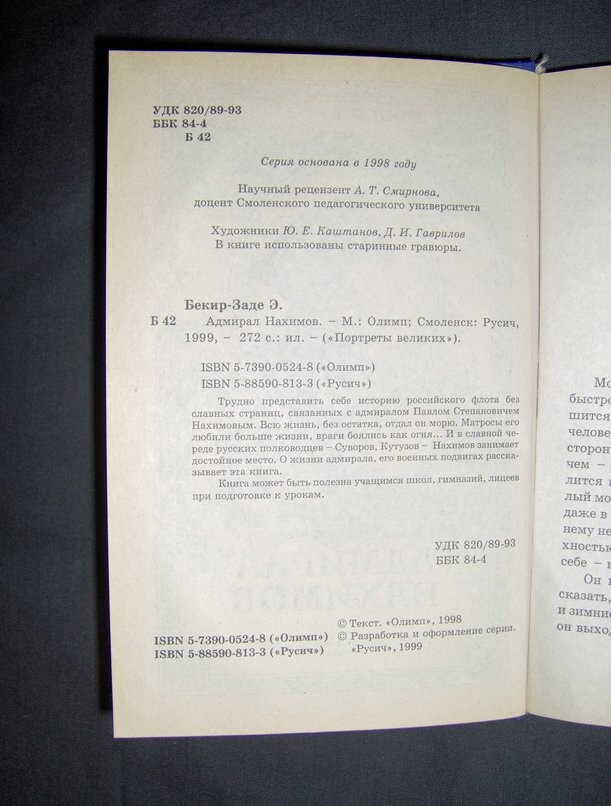 УДК 820/89-93
ББК 84-4
Б 42
Серия основана в 1998 году
Научный рецензент А. Т. Смирнова,
доцент Смоленского педагогического университета
Художники Ю. Е. Каштанов, Д. И. Гаврилов
В книге использованы старинные гравюры.
Бекир-Заде Э.
Б 42 Адмирал Нахимов. – М.: Олимп; Смоленск: Русич,
1999, – 272 с.: ил. – («Портреты великих»).
ISBN 5-7390-0524-8 («Олимп»)
ISBN 5-88590-813-3 («Русич»)
Трудно представить себе историю российского флота без
славных страниц, связанных с адмиралом Павлом Степановичем
Нахимовым. Всю жизнь, без остатка, отдал он морю. Матросы его
любили больше жизни, враги боялись как огня... И в славной че-
реде русских полководцев – Суворов, Кутузов – Нахимов занимает
достойное место. О жизни адмирала, его военных подвигах расска-
зывает эта книга.
Книга может быть полезна учащимся школ, гимназий, лицеев
при подготовке к урокам.
УДК 820/89-93
ББК 84-4
© Текст. «Олимп», 1998
ISBN 5-7390-0524-8 («Олимп») © Разработка и оформление серии.
ISBN 5-88590-813-3 («Русич») «Русич», 1999
Мо
быстро
шится
челове
сторон
чем –
лится
лый мо
даже в
нему не
хностью
себе – в
Он
сказать,
и зимние
он выход